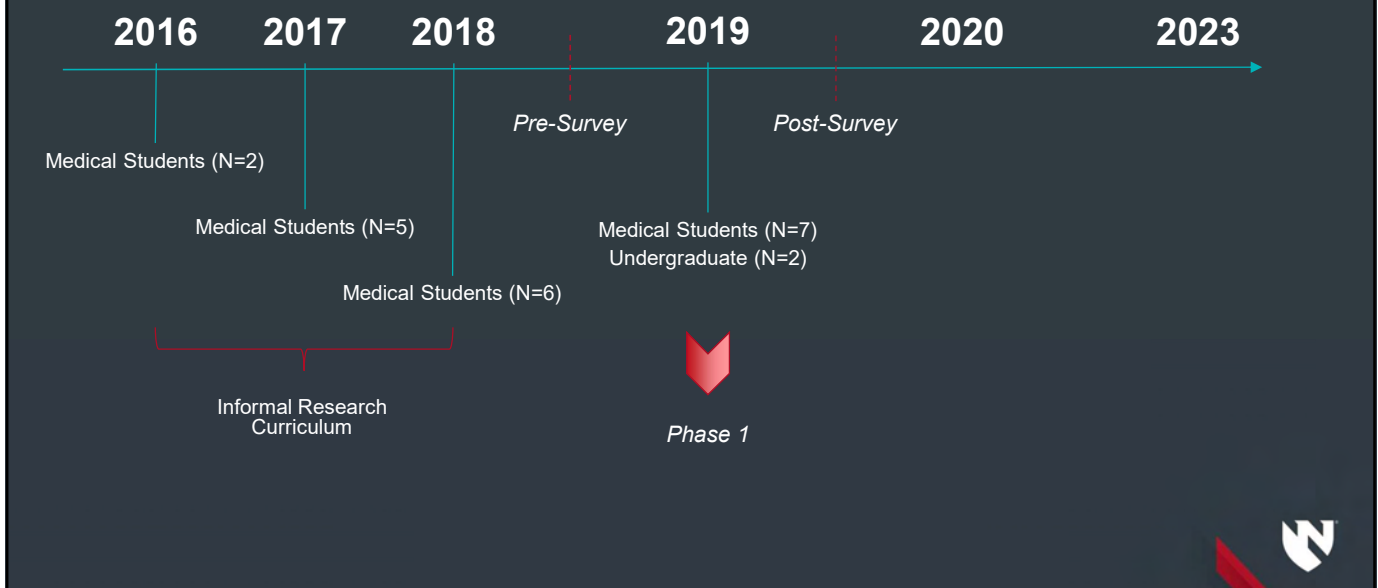 2016 2017 2018 2019 2020 2023
Pre-Survey Post-Survey
Medical Students (N=2)
Medical Students (N=5)
Medical Students (N=7)
Undergraduate (N=2)
Medical Students (N=6)
Informal Research
Curriculum
Phase 1
N